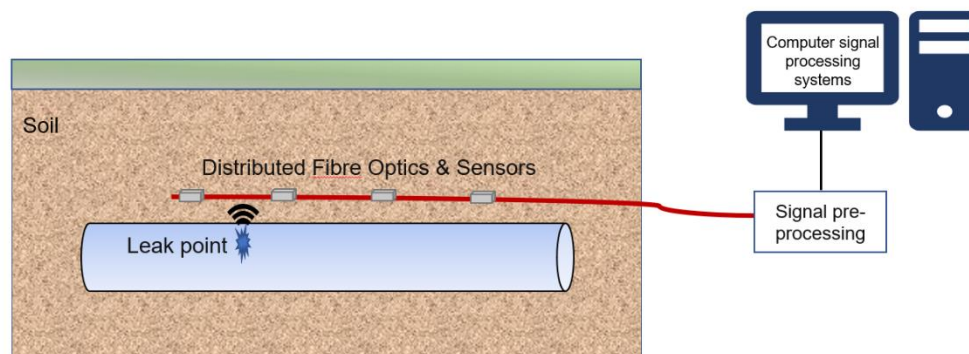 Computer signal
processing
systems
Soil
Distributed Fibre Optics & Sensors
Signal pre-
processing
Leak point